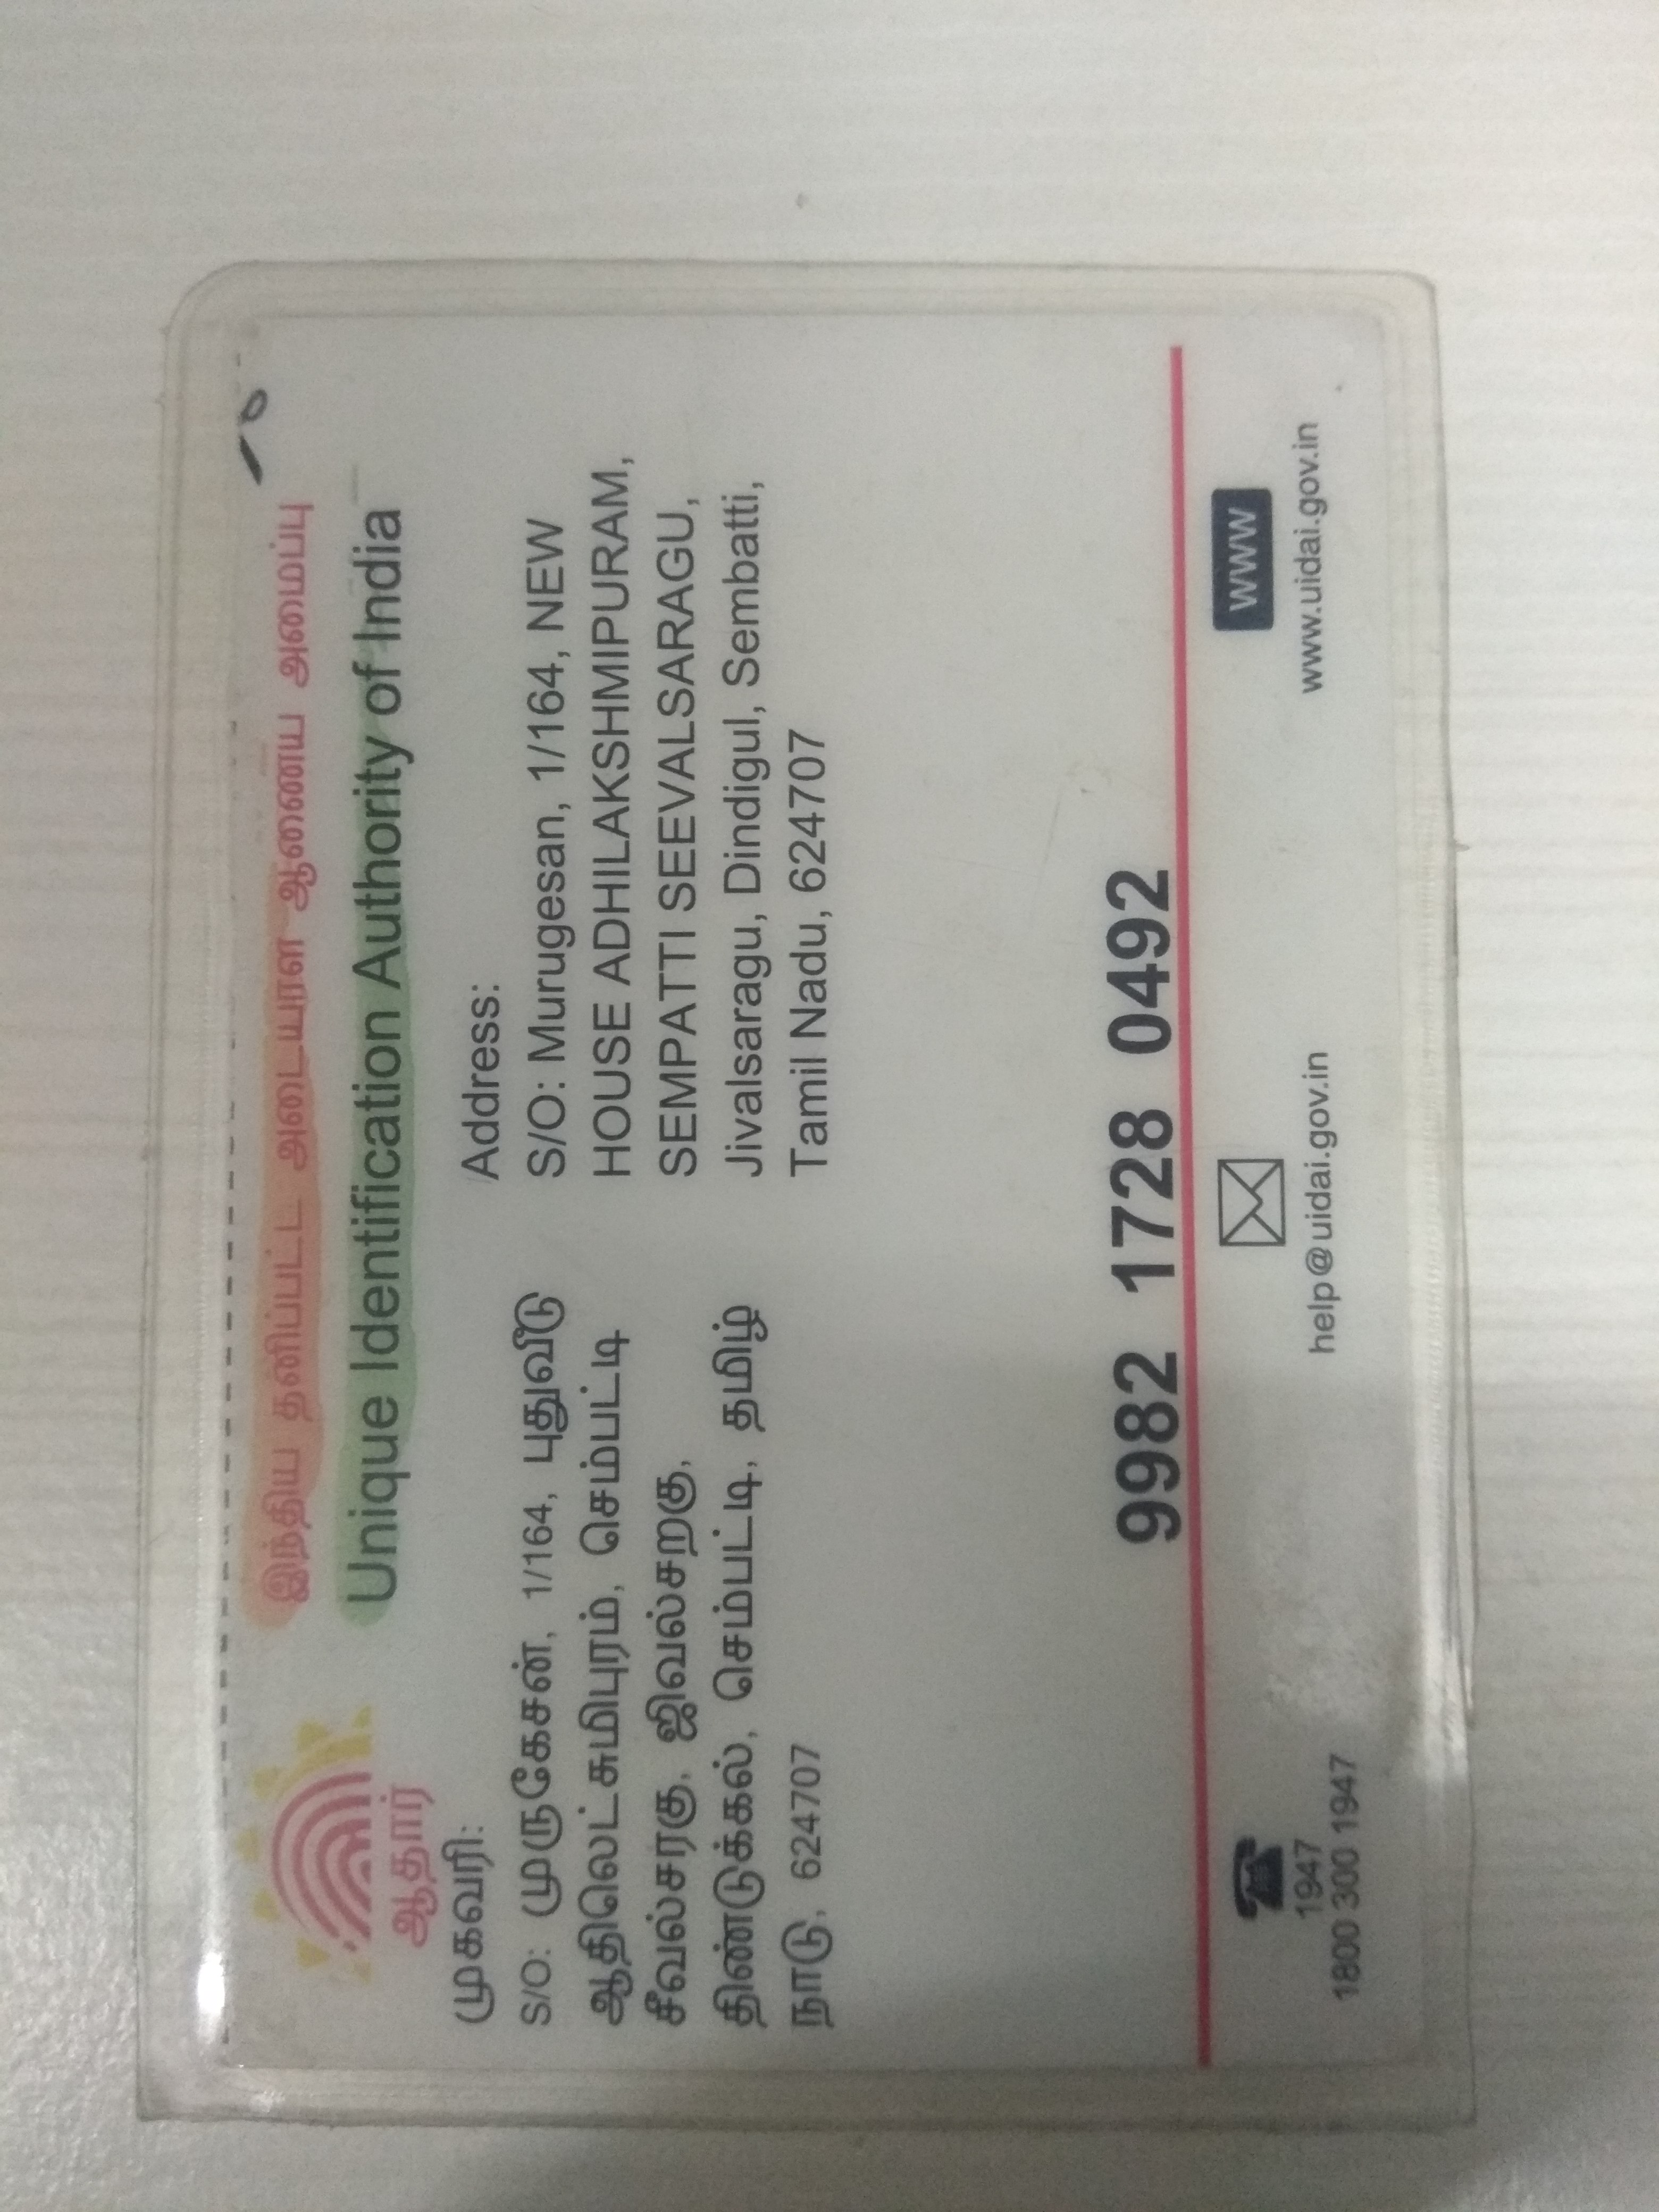 இந்திய தனிப்பட்ட அடையாள ஆணைய அமைப்பு
Unique Identification Authority of India
ஆதார்
முகவரி:
S/O: முருகேசன், 1/164, புதுவீடு
ஆதிலெட்சுமிபுரம், செம்பட்டி
சீவல்சரகு, ஜிவல்சறகு,
திண்டுக்கல், செம்பட்டி, தமிழ்
நாடு, 624707
Address:
S/O: Murugesan, 1/164, NEW
HOUSE ADHILAKSHMIPURAM,
SEMPATTI SEEVALSARAGU,
Jivalsaragu, Dindigul, Sembatti,
Tamil Nadu, 624707
9982 1728 0492
1947
1800 300 1947
help@uidai.gov.in
WWW
www.uidai.gov.in